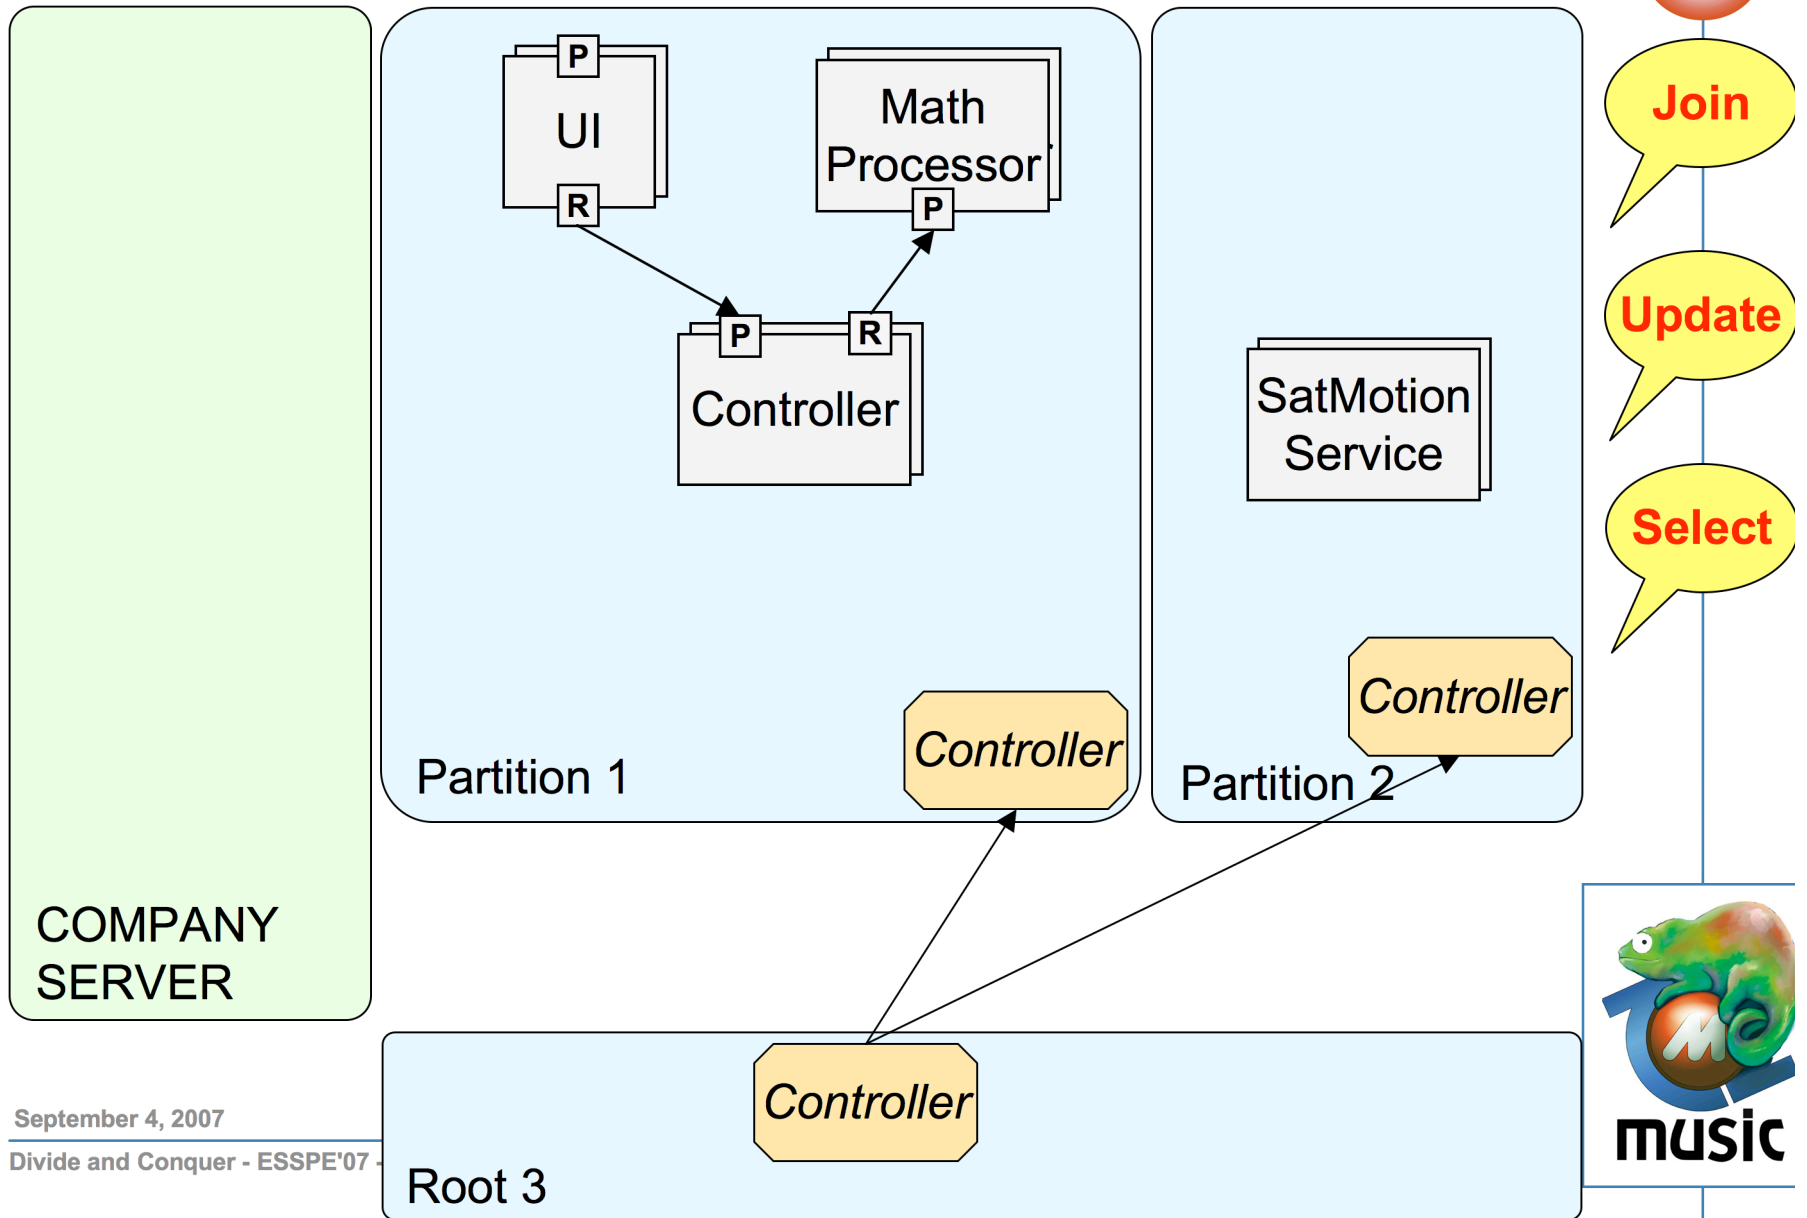 P
UI
R
Math
Processor
P
P
R
Controller
SatMotion
Service
Controller
Partition 1
Controller
Partition 2
COMPANY
SERVER
Controller
Root 3
Join
Update
Select
September 4, 2007
Divide and Conquer - ESSPE'07 -
M
music